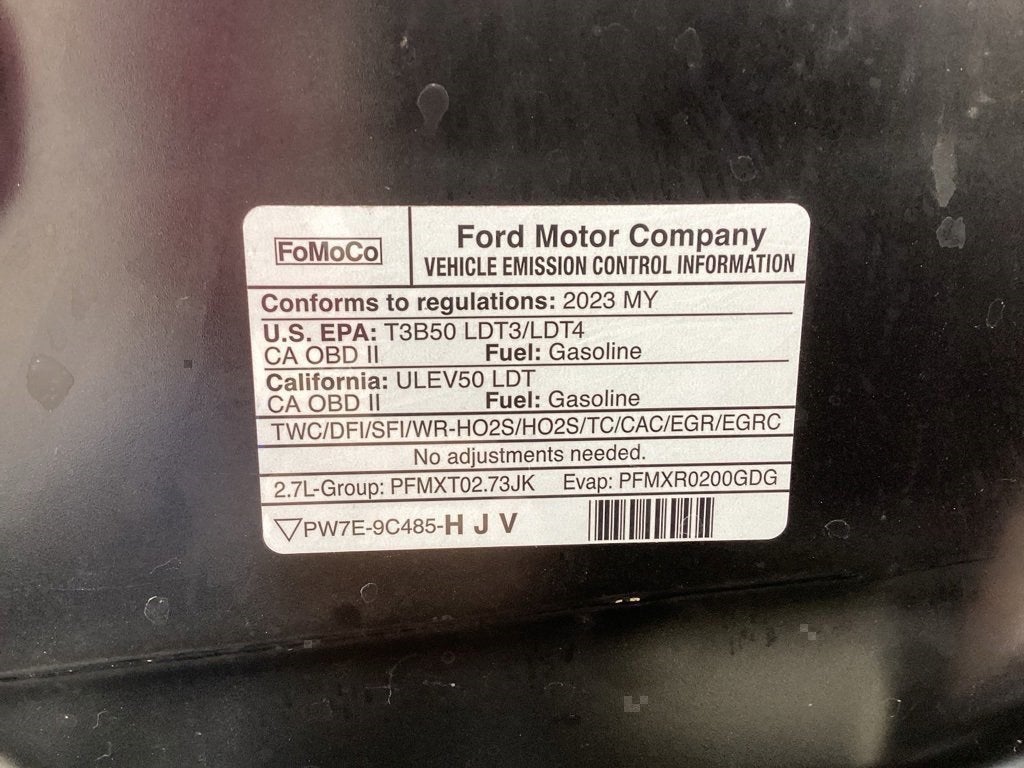 FoMoCo
Ford Motor Company
VEHICLE EMISSION CONTROL INFORMATION
Conforms to regulations: 2023 MY
U.S. EPA: T3B50 LDT3/LDT4
CA OBD II Fuel: Gasoline
California: ULEV50 LDT
CA OBD II Fuel: Gasoline
TWC/DFI/SFI/WR-HO2S/HO2S/TC/CAC/EGR/EGRC
No adjustments needed.
2.7L-Group: PFMXT02.73JK Evap: PFMXR0200GDG
PW7E-9C485-H J V